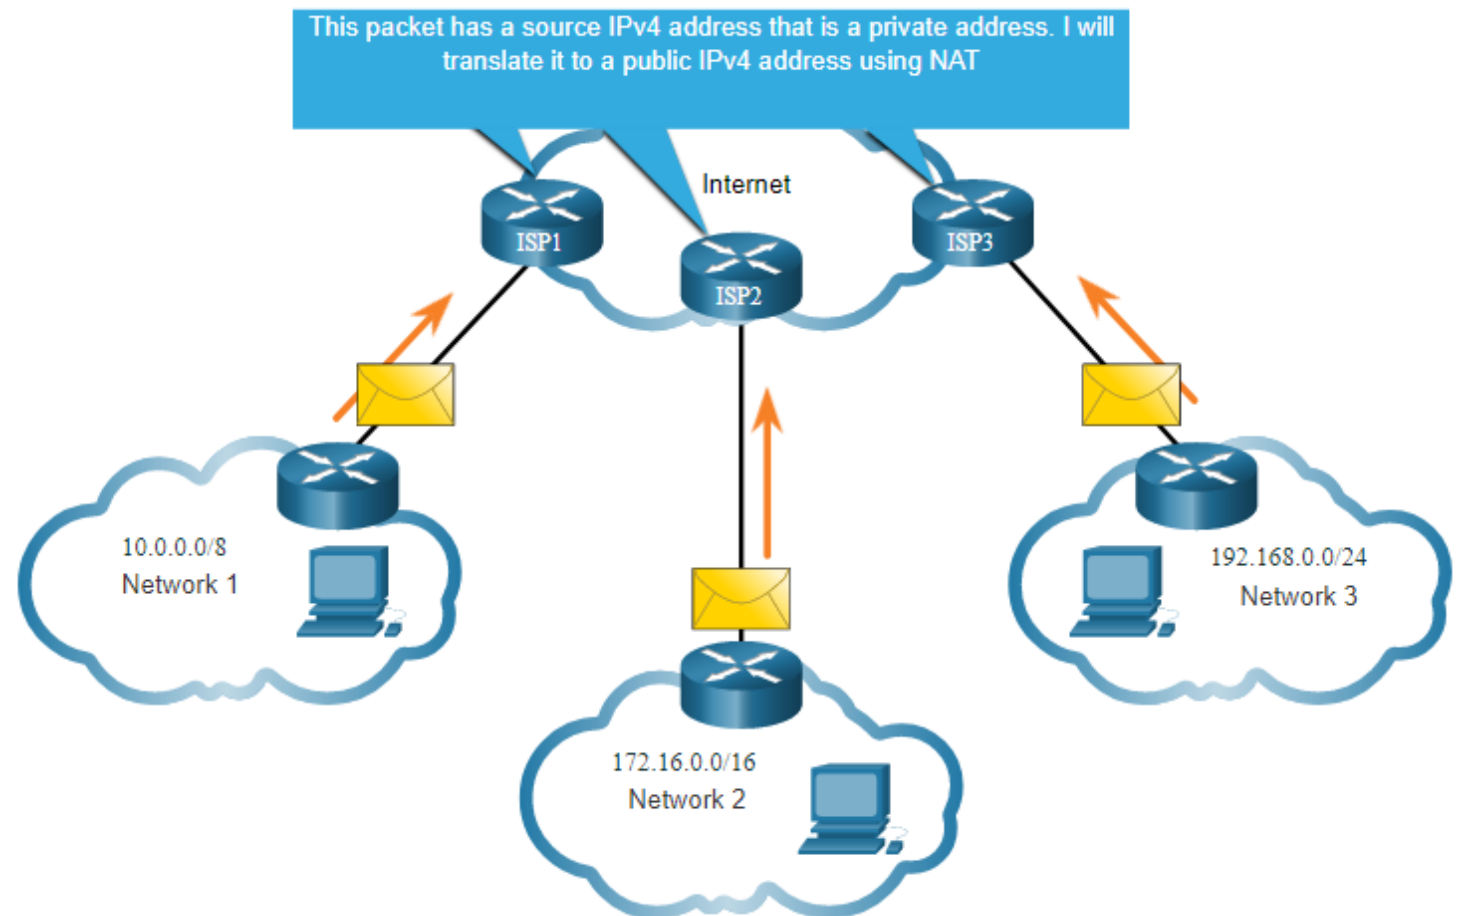 This packet has a source IPv4 address that is a private address. I will
translate it to a public IPv4 address using NAT
Internet
ISP1
ISP2
ISP3
10.0.0.0/8
Network 1
192.168.0.0/24
Network 3
172.16.0.0/16
Network 2